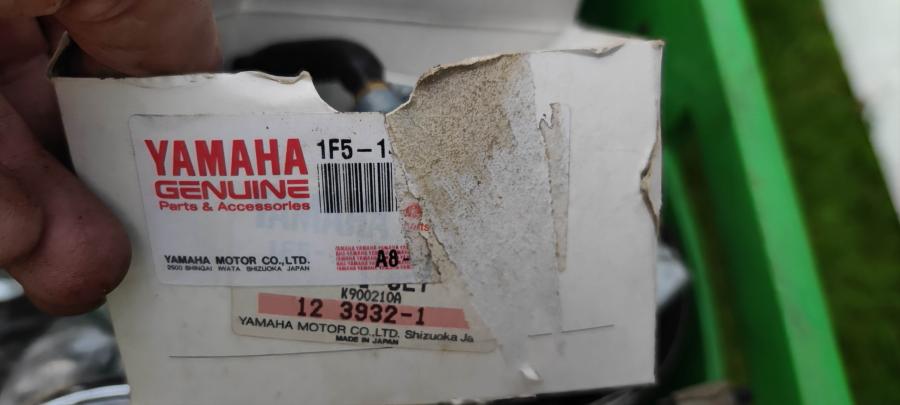 YAMAHA
GENUINE
Parts & Accessories
1F5-1
YAMAHA MOTOR CO.,LTD.
2500 SHINGAI IWATA SHIZUOKA JAPAN
A8-
K900210A
12 3932-1
YAMAHA MOTOR CO.,LTD. Shizuoka Ja
MADE IN JAPAN